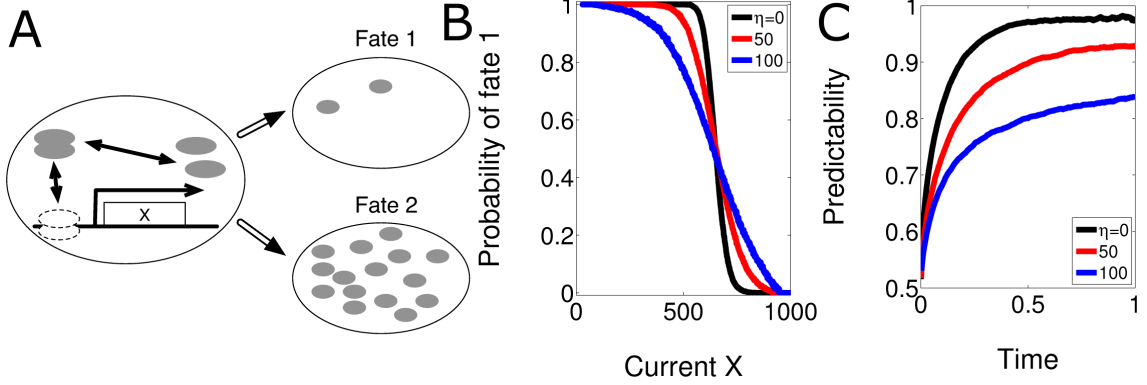 A
Fate 1
X
Fate 2
B
Probability of fate 1
1
0.8
0.6
0.4
0.2
0
0
500
1000
Current X
η=0
50
100
C
Predictability
1
0.9
0.8
0.7
0.6
0.5
0
0.5
1
Time
η=0
50
100